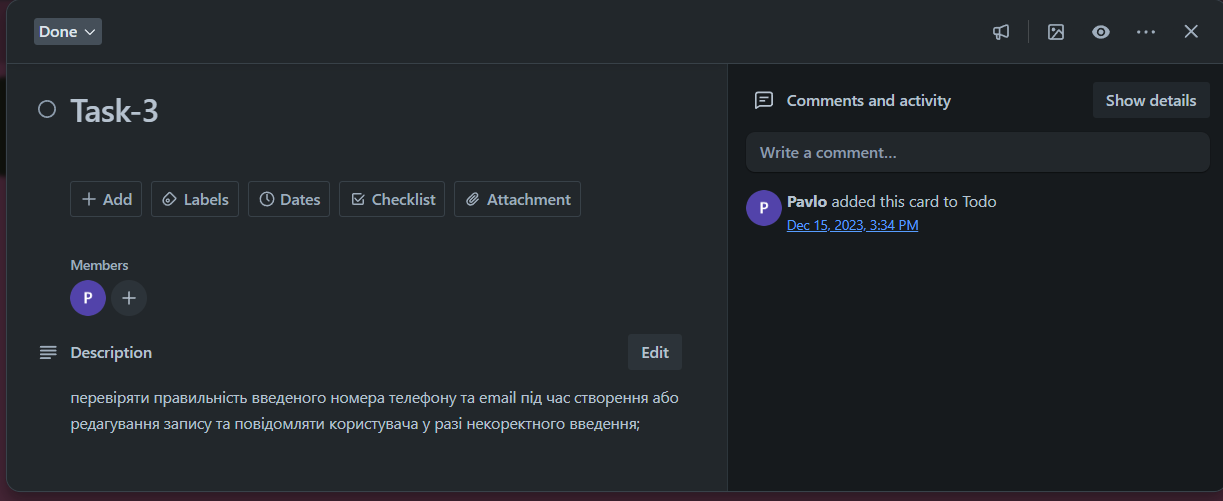 Done
Task-3
Add
Labels
Dates
Checklist
Attachment
Members
P
Description
Edit
перевіряти правильність введеного номера телефону та email під час створення або
редагування запису та повідомляти користувача у разі некоректного введення;
Comments and activity
Show details
Write a comment...
P
Pavlo added this card to Todo
Dec 15, 2023, 3:34 PM